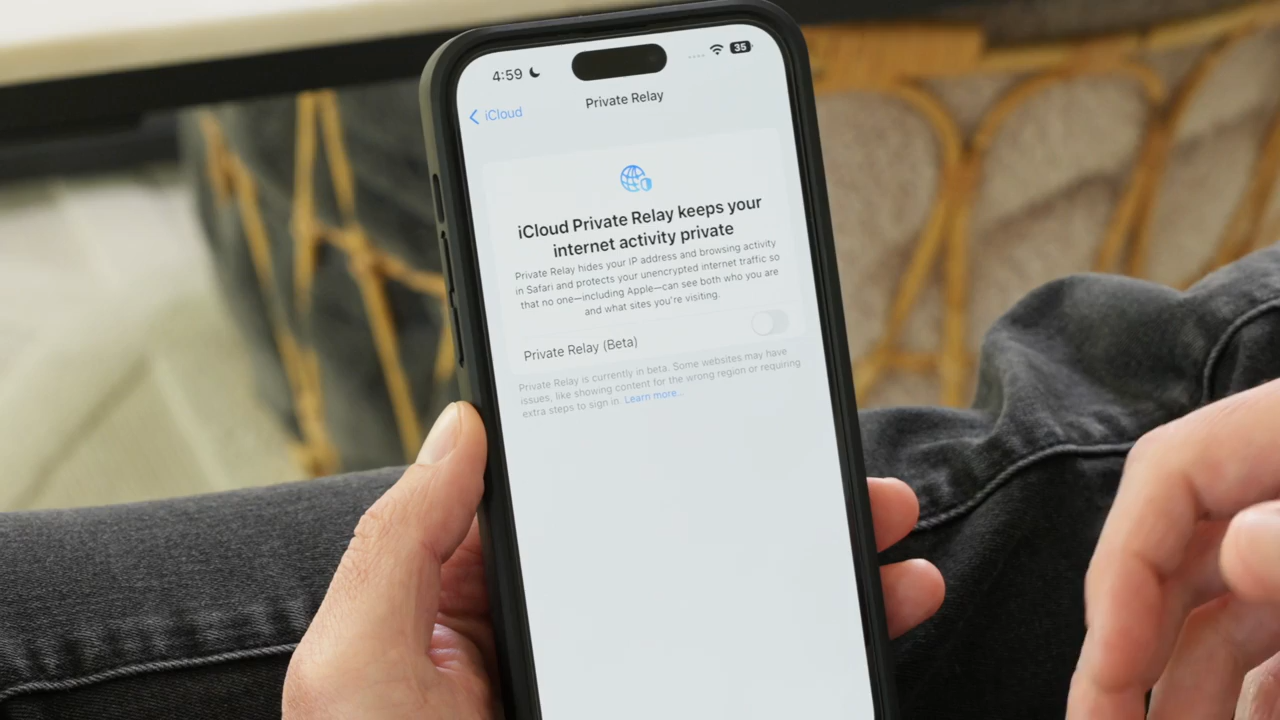 4:59
35
iCloud
Private Relay
iCloud Private Relay keeps your
internet activity private
Private Relay hides your IP address and browsing activity
in Safari and protects your unencrypted internet traffic so
that no one—including Apple—can see both who you are
and what sites you're visiting.
Private Relay (Beta)
Private Relay is currently in beta. Some websites may have
issues, like showing content for the wrong region or requiring
extra steps to sign in. Learn more...